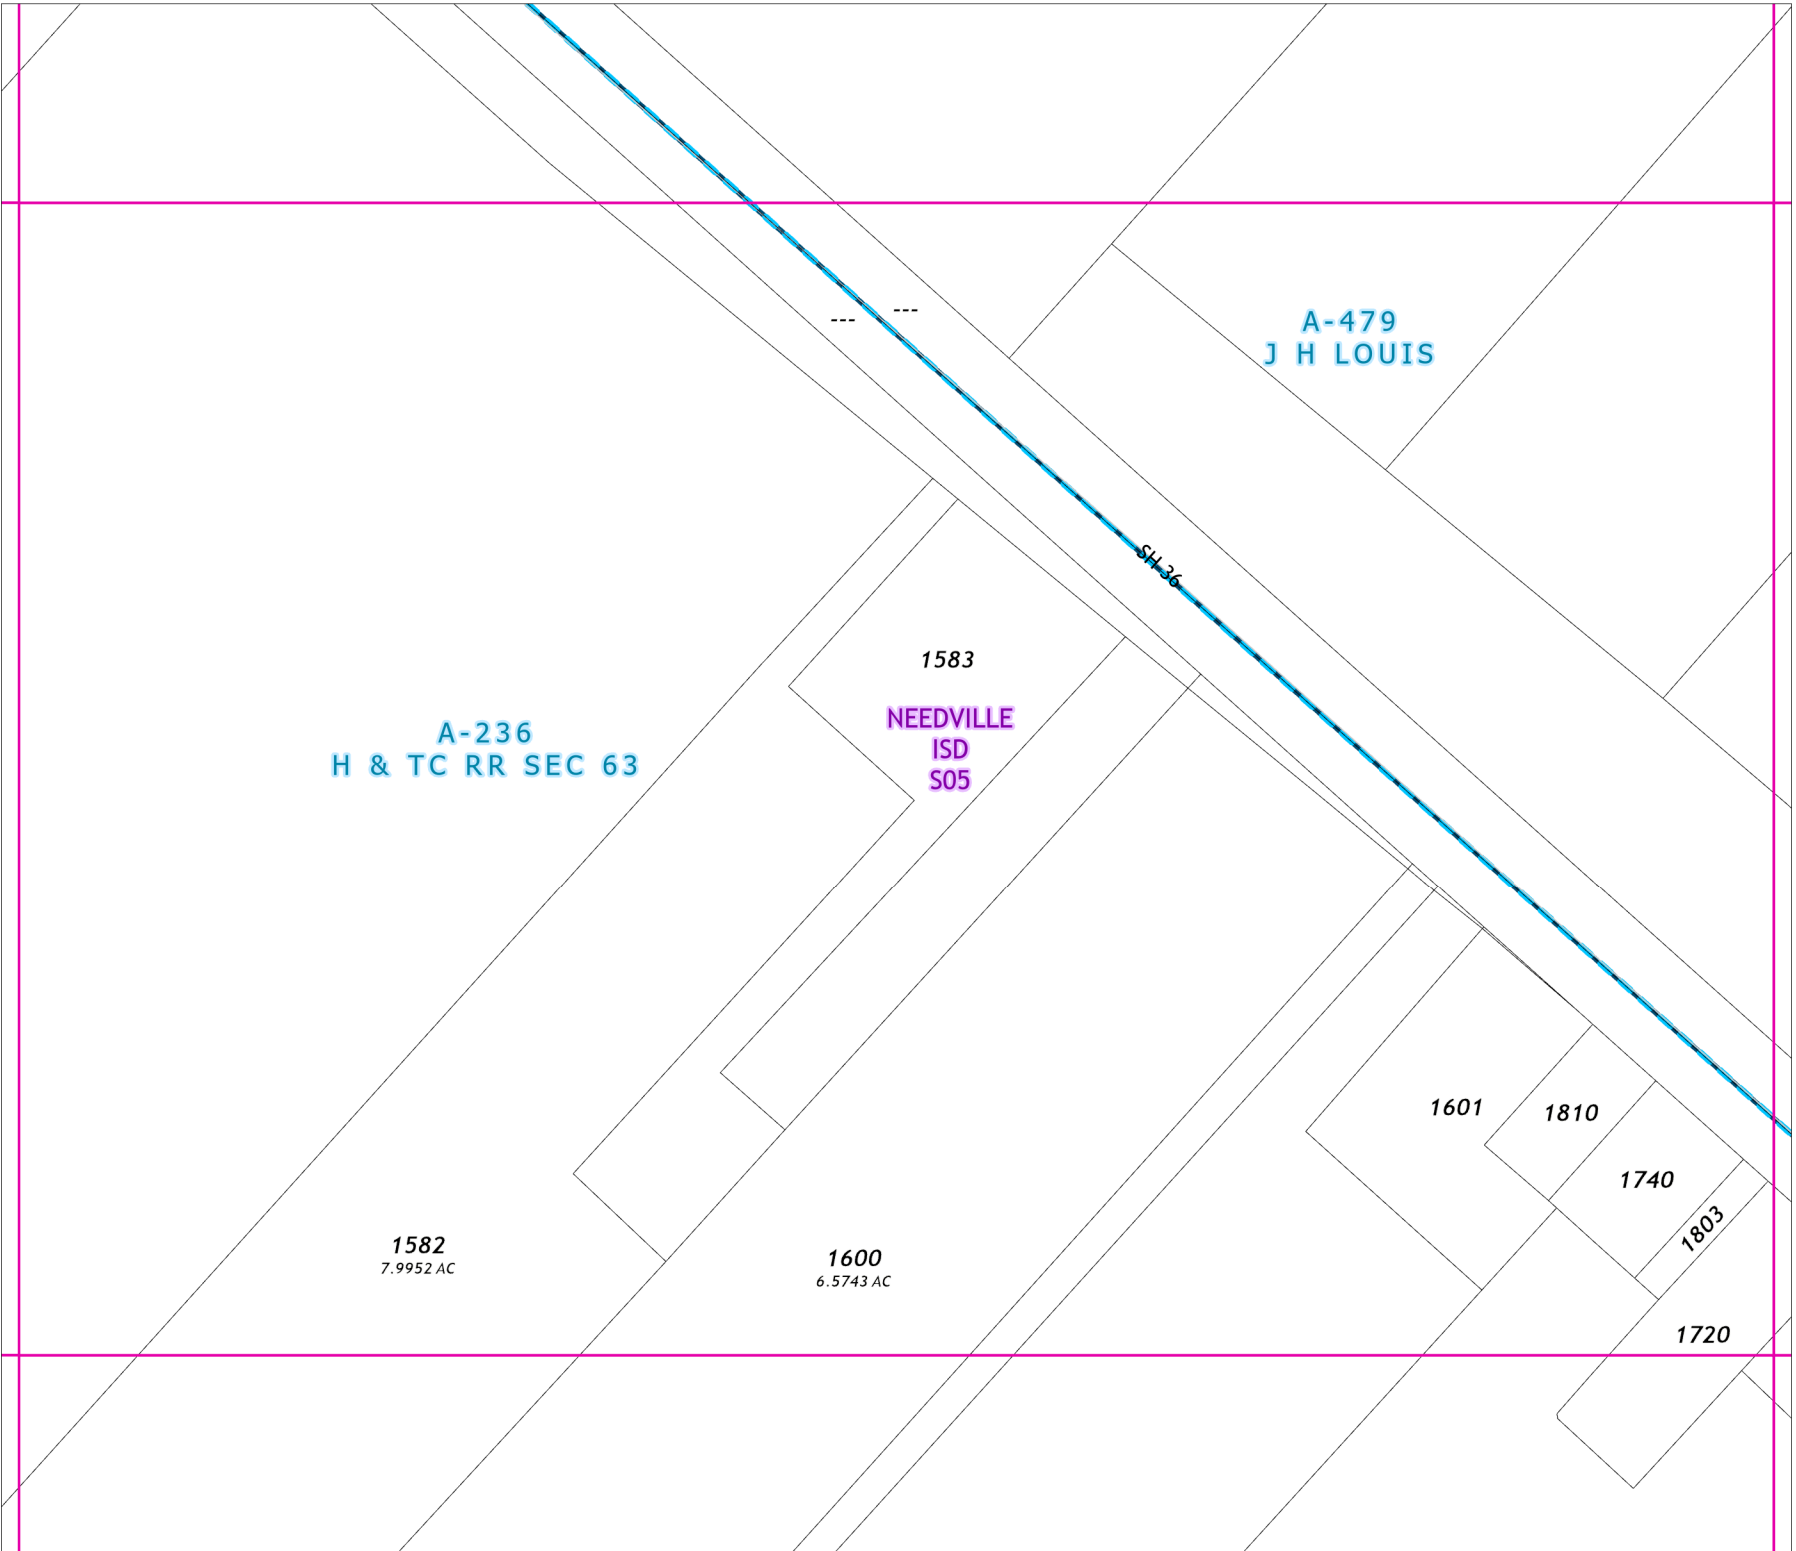 ---
---
A-479
J H LOUIS
SH 36
1583
NEEDVILLE
ISD
S05
A-236
H & TC RR SEC 63
1601
1810
1740
1803
1582
7.9952 AC
1600
6.5743 AC
1720